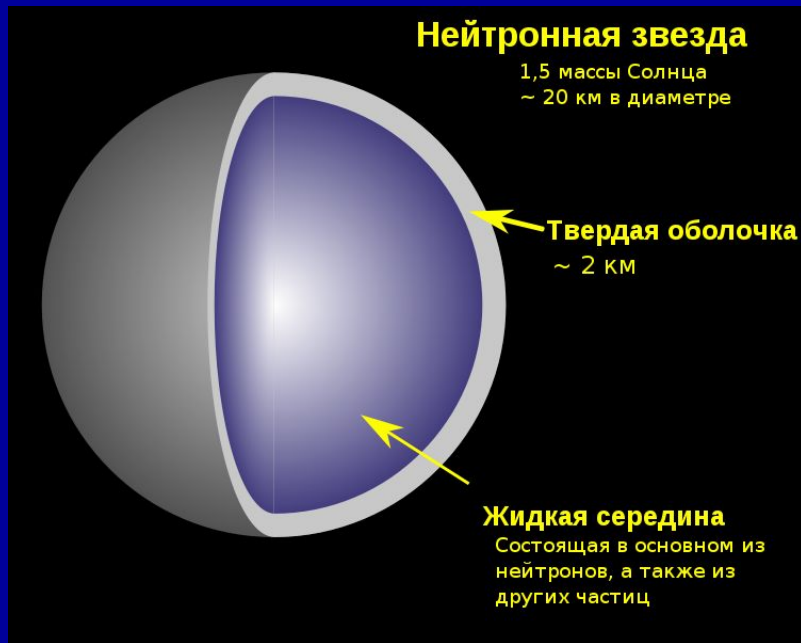 Нейтронная звезда
1,5 массы Солнца
~ 20 км в диаметре
Твердая оболочка
~ 2 км
Жидкая середина
Состоящая в основном из
нейтронов, а также из
других частиц